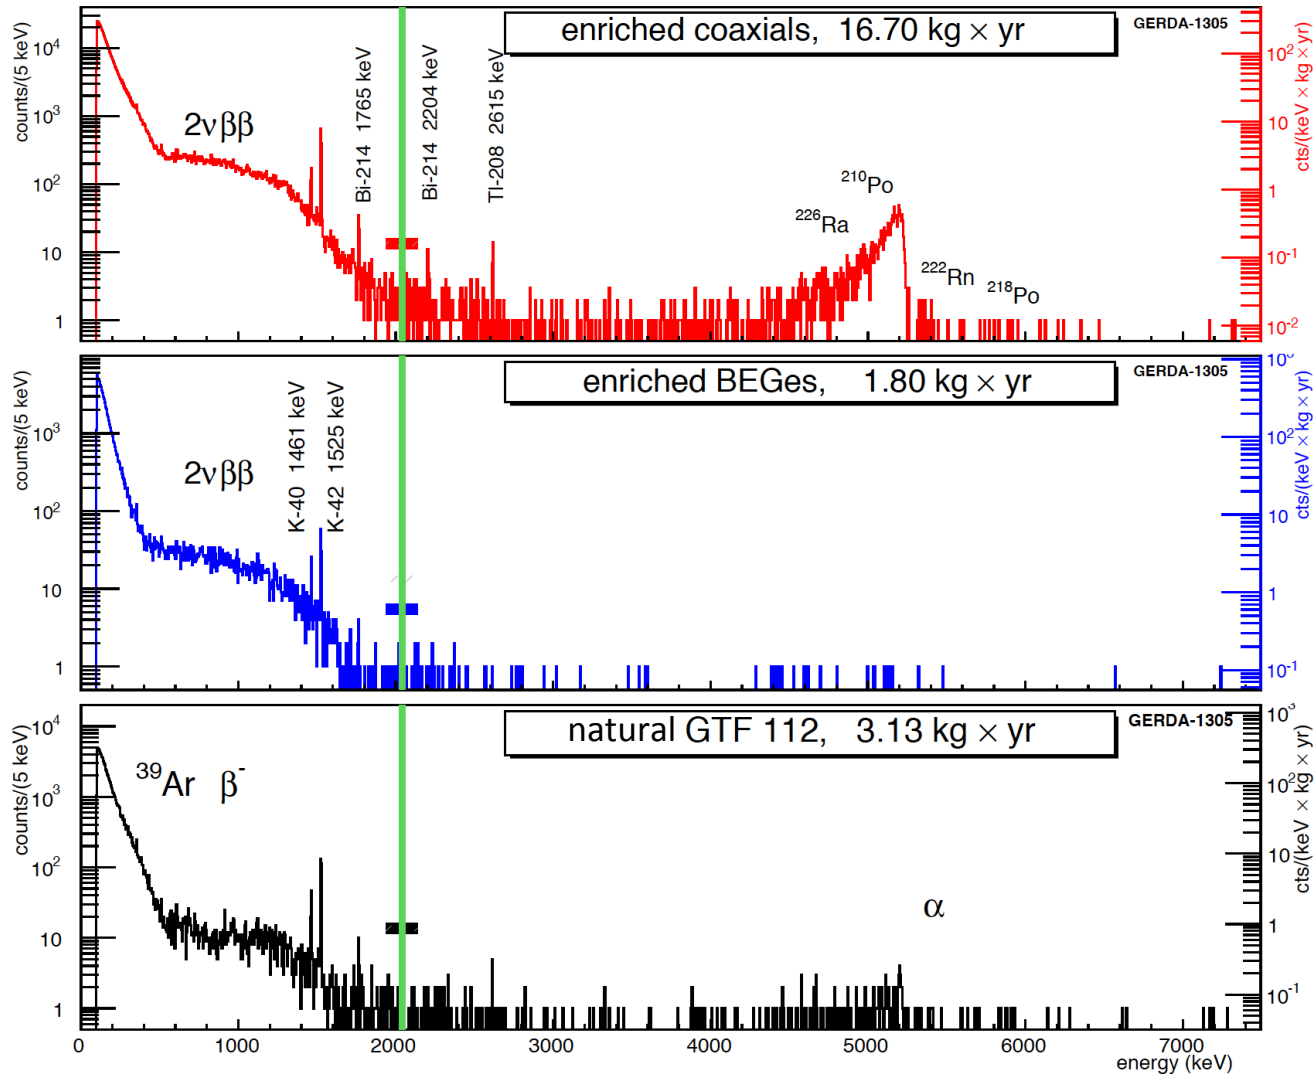 enriched coaxials, 16.70 kg × yr
GERDA-1305
counts/(5 keV)
cts/(keV × kg × yr)
10⁴
10³
10²
10
1
10²
10
1
10⁻¹
10⁻²
2νββ
Bi-214 1765 keV
Bi-214 2204 keV
Tl-208 2615 keV
²²⁶Ra
²¹⁰Po
²²²Rn
²¹⁸Po
enriched BEGes, 1.80 kg × yr
GERDA-1305
counts/(5 keV)
cts/(keV × kg × yr)
10³
10²
10
1
10³
10²
10
1
10⁻¹
2νββ
K-40 1461 keV
K-42 1525 keV
natural GTF 112, 3.13 kg × yr
GERDA-1305
counts/(5 keV)
cts/(keV × kg × yr)
10⁴
10³
10²
10
1
10³
10²
10
1
10⁻¹
³⁹Ar β⁻
α
0 1000 2000 3000 4000 5000 6000 7000
energy (keV)